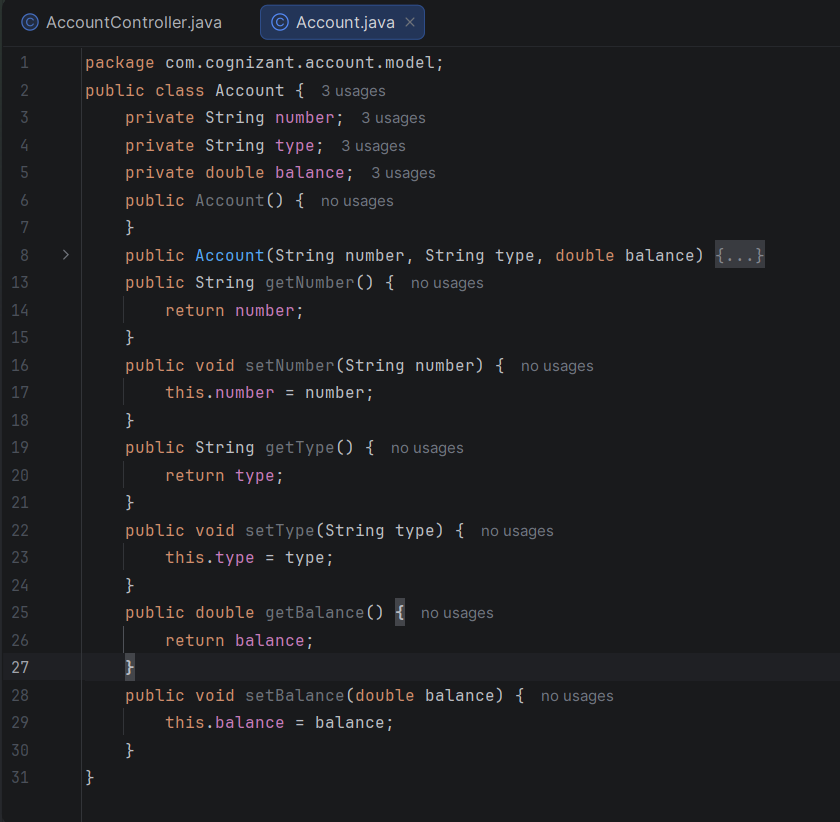 AccountController.java Account.java
1 package com.cognizant.account.model;
2 public class Account { 3 usages
3 private String number; 3 usages
4 private String type; 3 usages
5 private double balance; 3 usages
6 public Account() { no usages
7 }
8 public Account(String number, String type, double balance) {...}
13 public String getNumber() { no usages
14 return number;
15 }
16 public void setNumber(String number) { no usages
17 this.number = number;
18 }
19 public String getType() { no usages
20 return type;
21 }
22 public void setType(String type) { no usages
23 this.type = type;
24 }
25 public double getBalance() { no usages
26 return balance;
27 }
28 public void setBalance(double balance) { no usages
29 this.balance = balance;
30 }
31 }